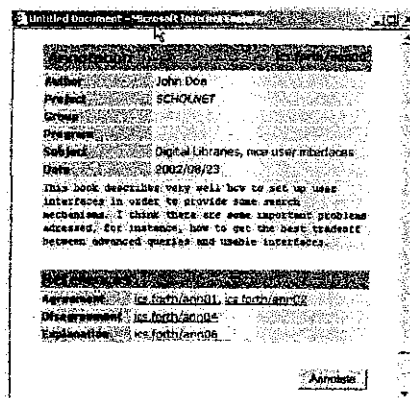 Untitled Document - Microsoft Internet Explorer
Annotation ics.forth/ann00
Author John Doe
Project SCHOLNET
Group
Program
Subject Digital Libraries, nice user interfaces
Date 2002/08/23
This book describes very well how to set up user
interfaces in order to provide some search
mechanisms. I think there are some important problems
adressed, for instance, how to get the best tradeoff
between advanced queries and usable interfaces.
Agreement ics.forth/ann01, ics.forth/ann02
Disagreement ics.forth/ann04
Explanation ics.forth/ann06
Annotate